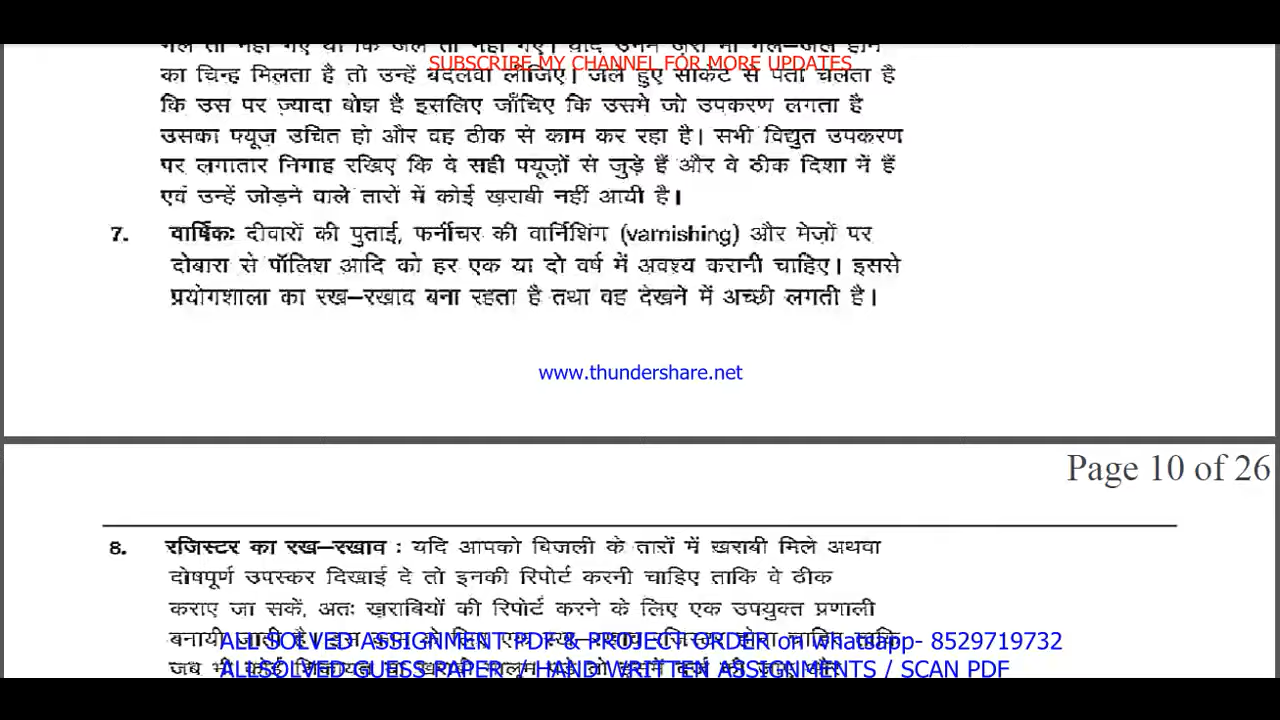 SUBSCRIBE MY CHANNEL FOR MORE UPDATES
का चिन्ह मिलता है तो उन्हें बदलवा लीजिए। जले हुए सॉकेट से पता चलता है
कि उस पर ज़्यादा बोझ है इसलिए जाँचिए कि उसमे जो उपकरण लगता है
उसका फ्यूज़ उचित हो और वह ठीक से काम कर रहा है। सभी विद्युत उपकरण
पर लगातार निगाह रखिए कि वे सही फ्यूज़ों से जुड़े हैं और वे ठीक दिशा में हैं
एवं उन्हें जोड़ने वाले तारों में कोई ख़राबी नहीं आयी है।
7. वार्षिकः दीवारों की पुताई, फर्नीचर की वार्निशिंग (varnishing) और मेज़ों पर
दोबारा से पॉलिश आदि को हर एक या दो वर्ष में अवश्य करानी चाहिए। इससे
प्रयोगशाला का रख–रखाव बना रहता है तथा वह देखने में अच्छी लगती है।
www.thundershare.net
Page 10 of 26
8. रजिस्टर का रख–रखाव : यदि आपको बिजली के तारों में ख़राबी मिले अथवा
दोषपूर्ण उपस्कर दिखाई दे तो इनकी रिपोर्ट करनी चाहिए ताकि वे ठीक
कराए जा सकें, अतः ख़राबियों की रिपोर्ट करने के लिए एक उपयुक्त प्रणाली
बनायी जाती है।
ALL SOLVED ASSIGNMENT PDF & PROJECT ORDER on whatsapp- 8529719732
जब भी कोई
ALLSOLVED GUESS PAPER , HAND WRITTEN ASSIGNMENTS / SCAN PDF